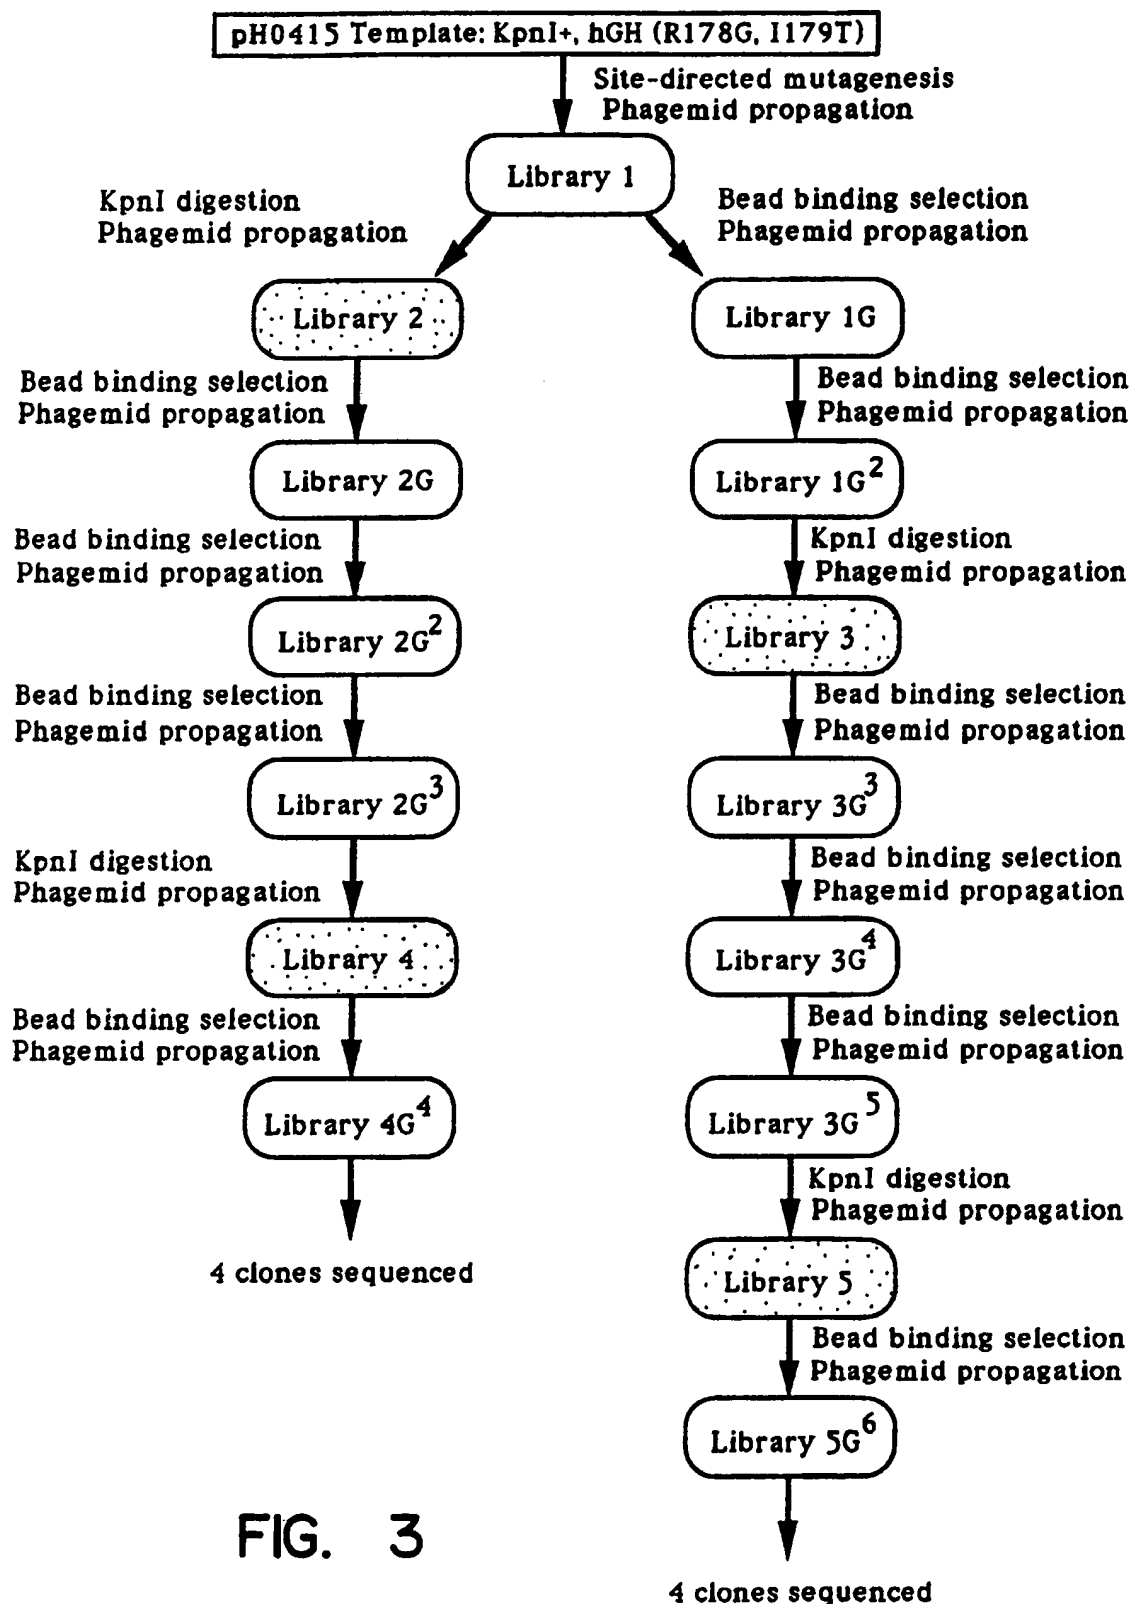 pH0415 Template: KpnI+, hGH (R178G, I179T)
Site-directed mutagenesis
Phagemid propagation
Library 1
KpnI digestion
Phagemid propagation
Bead binding selection
Phagemid propagation
Library 2
Library 1G
Bead binding selection
Phagemid propagation
Bead binding selection
Phagemid propagation
Library 2G
Library 1G²
Bead binding selection
Phagemid propagation
KpnI digestion
Phagemid propagation
Library 2G²
Library 3
Bead binding selection
Phagemid propagation
Bead binding selection
Phagemid propagation
Library 2G³
Library 3G³
KpnI digestion
Phagemid propagation
Bead binding selection
Phagemid propagation
Library 4
Library 3G⁴
Bead binding selection
Phagemid propagation
Bead binding selection
Phagemid propagation
Library 4G⁴
Library 3G⁵
KpnI digestion
Phagemid propagation
4 clones sequenced
Library 5
Bead binding selection
Phagemid propagation
Library 5G⁶
FIG. 3
4 clones sequenced